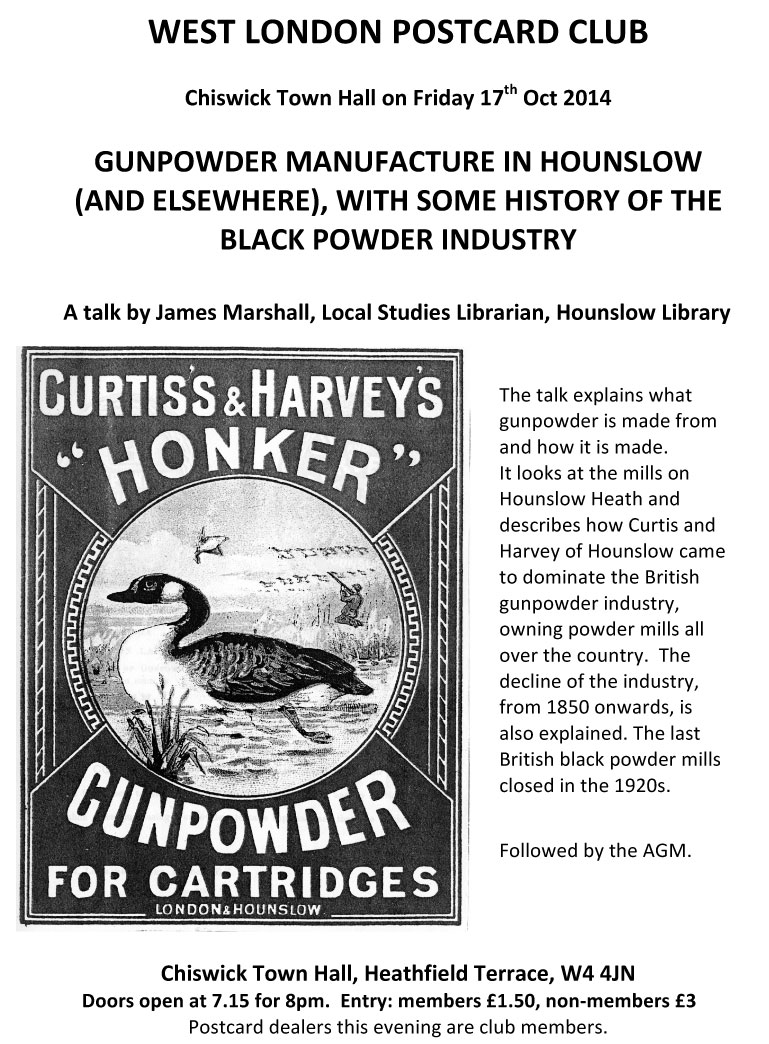 WEST LONDON POSTCARD CLUB
Chiswick Town Hall on Friday 17th Oct 2014
GUNPOWDER MANUFACTURE IN HOUNSLOW
(AND ELSEWHERE), WITH SOME HISTORY OF THE
BLACK POWDER INDUSTRY
A talk by James Marshall, Local Studies Librarian, Hounslow Library
CURTIS'S & HARVEY'S
"HONKER"
GUNPOWDER
FOR CARTRIDGES
LONDON & HOUNSLOW
The talk explains what
gunpowder is made from
and how it is made.
It looks at the mills on
Hounslow Heath and
describes how Curtis and
Harvey of Hounslow came
to dominate the British
gunpowder industry,
owning powder mills all
over the country.  The
decline of the industry,
from 1850 onwards, is
also explained. The last
British black powder mills
closed in the 1920s.
Followed by the AGM.
Chiswick Town Hall, Heathfield Terrace, W4 4JN
Doors open at 7.15 for 8pm.  Entry: members £1.50, non-members £3
Postcard dealers this evening are club members.